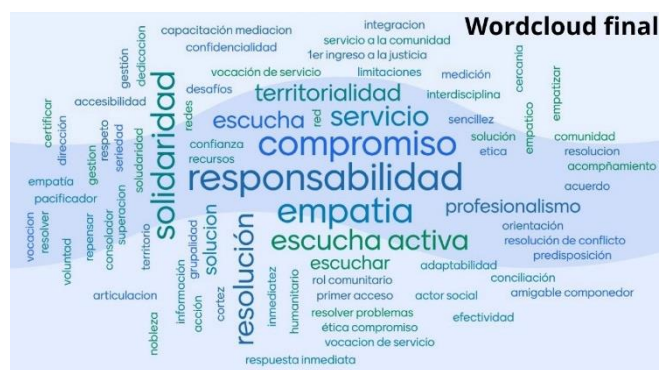 Wordcloud final
integracion
capacitación mediacion
servicio a la comunidad
confidencialidad
1er ingreso a la justicia
gestión
dedicacion
vocación de servicio
limitaciones
medición
cercania
accesibilidad
desafíos
territorialidad
interdisciplina
empatizar
certificar
dirección
respeto
seriedad
solidaridad
redes
escucha
red
servicio
sencillez
solución
empatico
comunidad
gestion
soludaridad
confianza
compromiso
etica
resolucion
recursos
acompñamiento
empatía
responsabilidad
acuerdo
pacificador
empatia
profesionalismo
vocacion
resolver
voluntad
repensar
consolador
superacion
territorio
grupalidad
solucion
resolución
escucha activa
orientación
resolución de conflicto
predisposición
escuchar
adaptabilidad
articulacion
información
acción
cortez
inmediatez
humanitario
rol comunitario
conciliación
primer acceso
actor social
amigable componedor
nobleza
resolver problemas
efectividad
ética compromiso
vocacion de servicio
respuesta inmediata